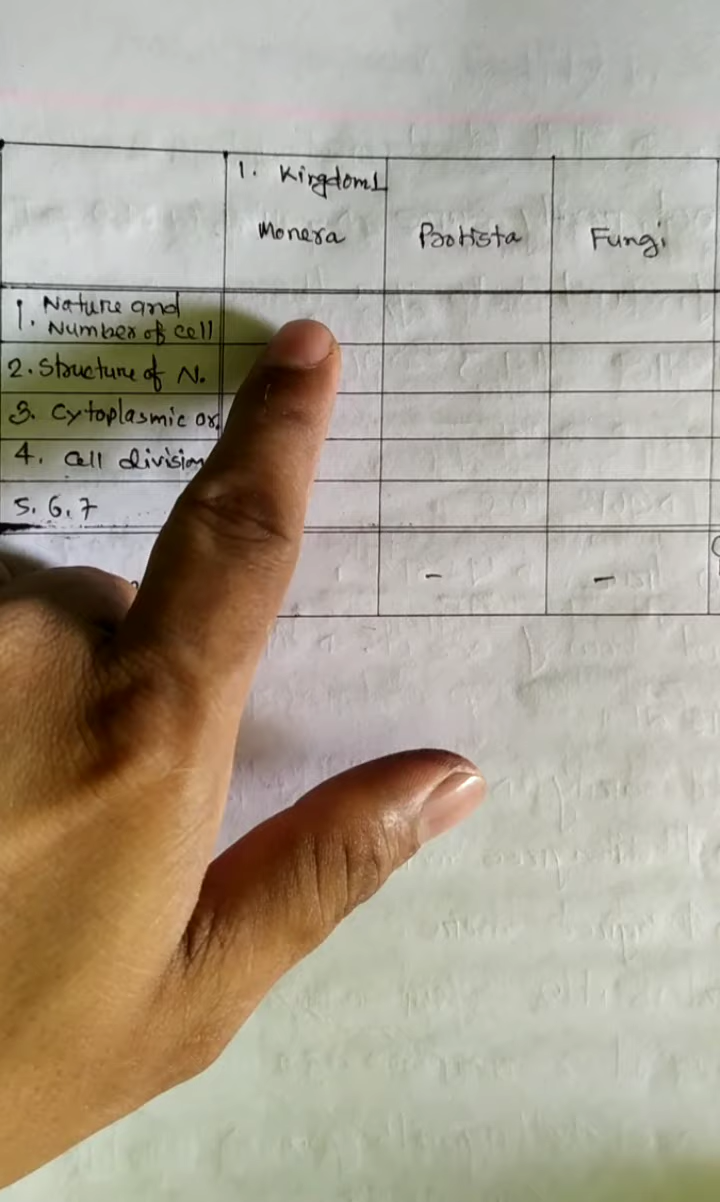 1. Kingdom1
Monera
Protista
Fungi
1. Nature and
Number of cell
2. Structure of N.
3. Cytoplasmic or
4. Cell division
5. 6. 7
-
-